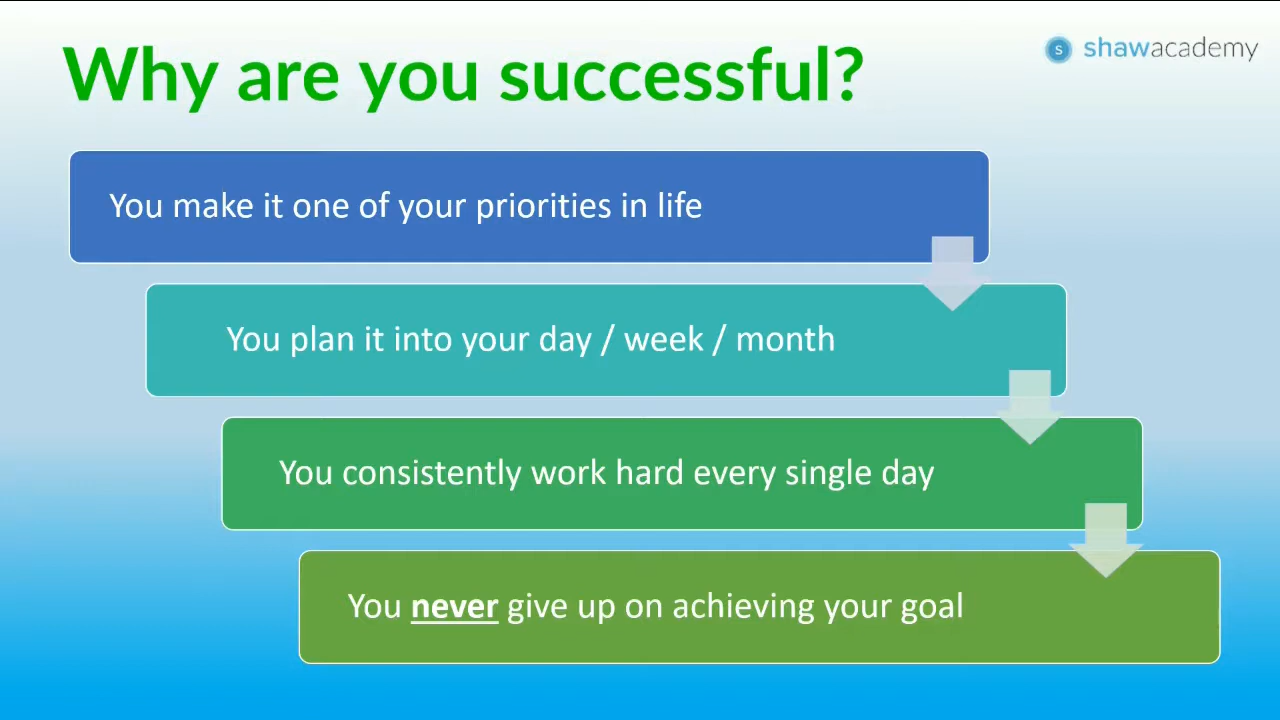 Why are you successful?
s shawacademy
You make it one of your priorities in life
You plan it into your day / week / month
You consistently work hard every single day
You never give up on achieving your goal